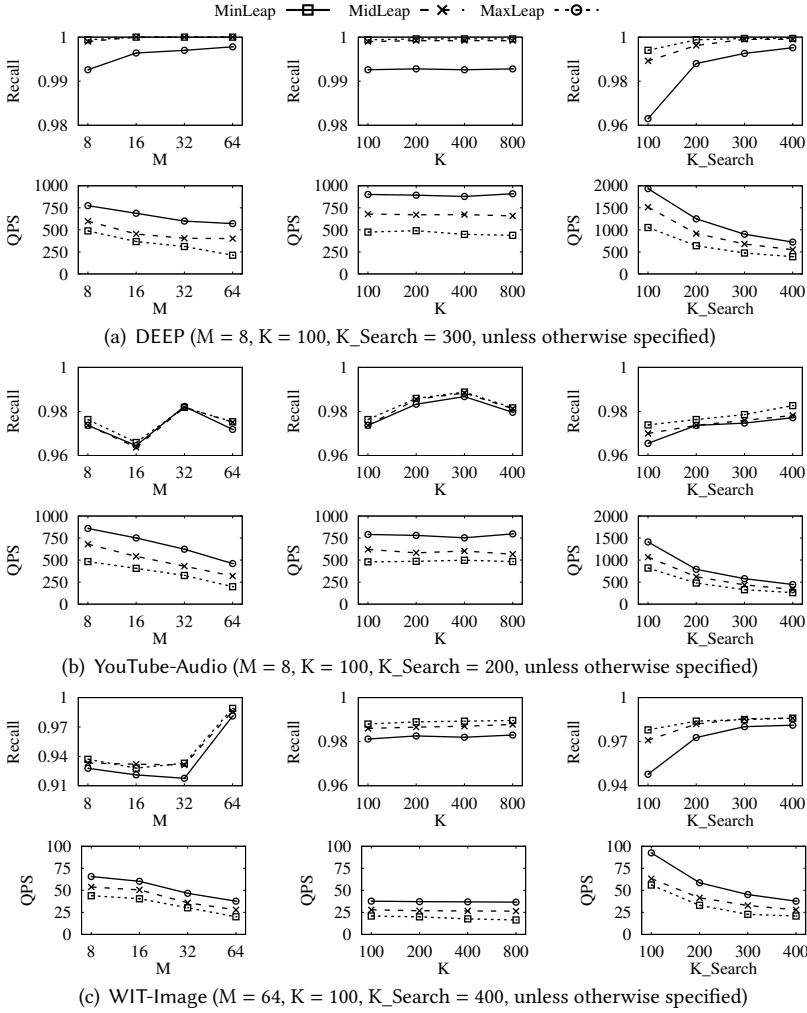 MinLeap MidLeap MaxLeap
1 0.99 0.98 Recall 8 16 32 64 M
1 0.99 0.98 Recall 100 200 400 800 K
1 0.98 0.96 Recall 100 200 300 400 K_Search
1000 750 500 250 0 QPS 8 16 32 64 M
1000 750 500 250 0 QPS 100 200 400 800 K
2000 1500 1000 500 0 QPS 100 200 300 400 K_Search
(a) DEEP (M = 8, K = 100, K_Search = 300, unless otherwise specified)
1 0.98 0.96 Recall 8 16 32 64 M
1 0.98 0.96 Recall 100 200 300 400 K
1 0.98 0.96 Recall 100 200 300 400 K_Search
1000 750 500 250 0 QPS 8 16 32 64 M
1000 750 500 250 0 QPS 100 200 400 800 K
2000 1500 1000 500 0 QPS 100 200 300 400 K_Search
(b) YouTube-Audio (M = 8, K = 100, K_Search = 200, unless otherwise specified)
1 0.97 0.94 0.91 Recall 8 16 32 64 M
1 0.98 0.96 Recall 100 200 400 800 K
1 0.97 0.94 Recall 100 200 300 400 K_Search
100 75 50 25 0 QPS 8 16 32 64 M
100 75 50 25 0 QPS 100 200 400 800 K
100 75 50 25 0 QPS 100 200 300 400 K_Search
(c) WIT-Image (M = 64, K = 100, K_Search = 400, unless otherwise specified)